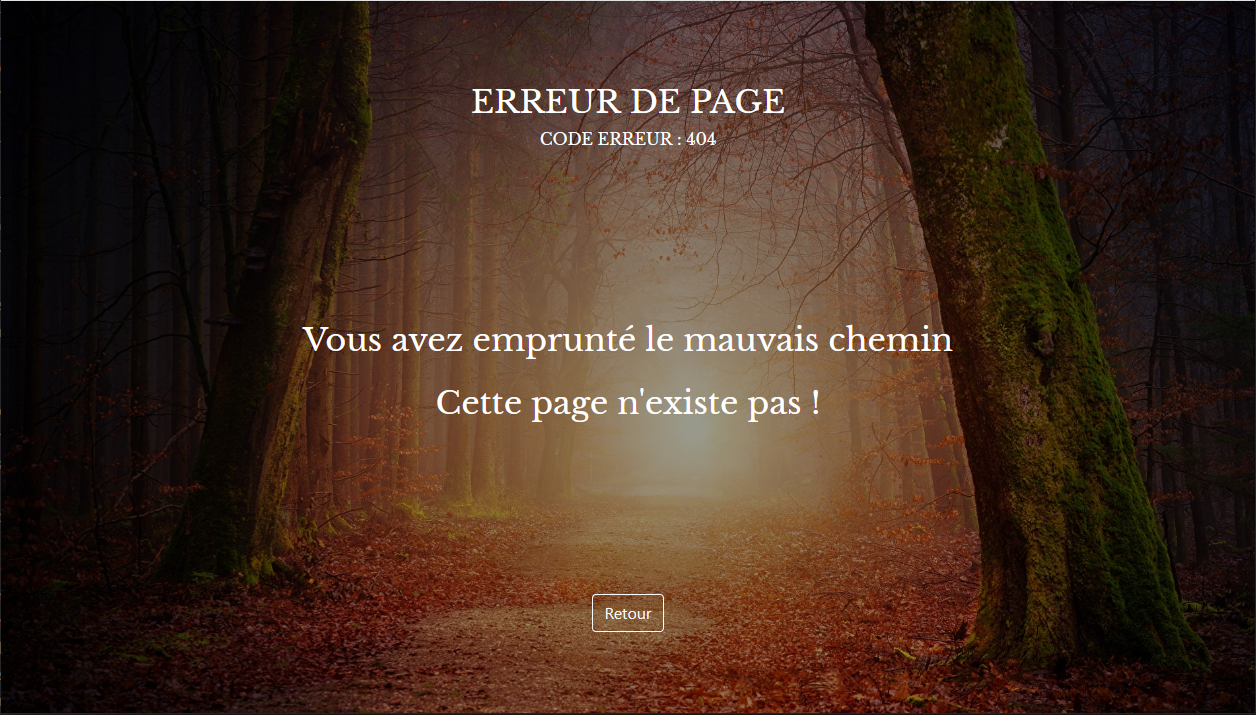 ERREUR DE PAGE
CODE ERREUR : 404
Vous avez emprunté le mauvais chemin
Cette page n'existe pas !
Retour